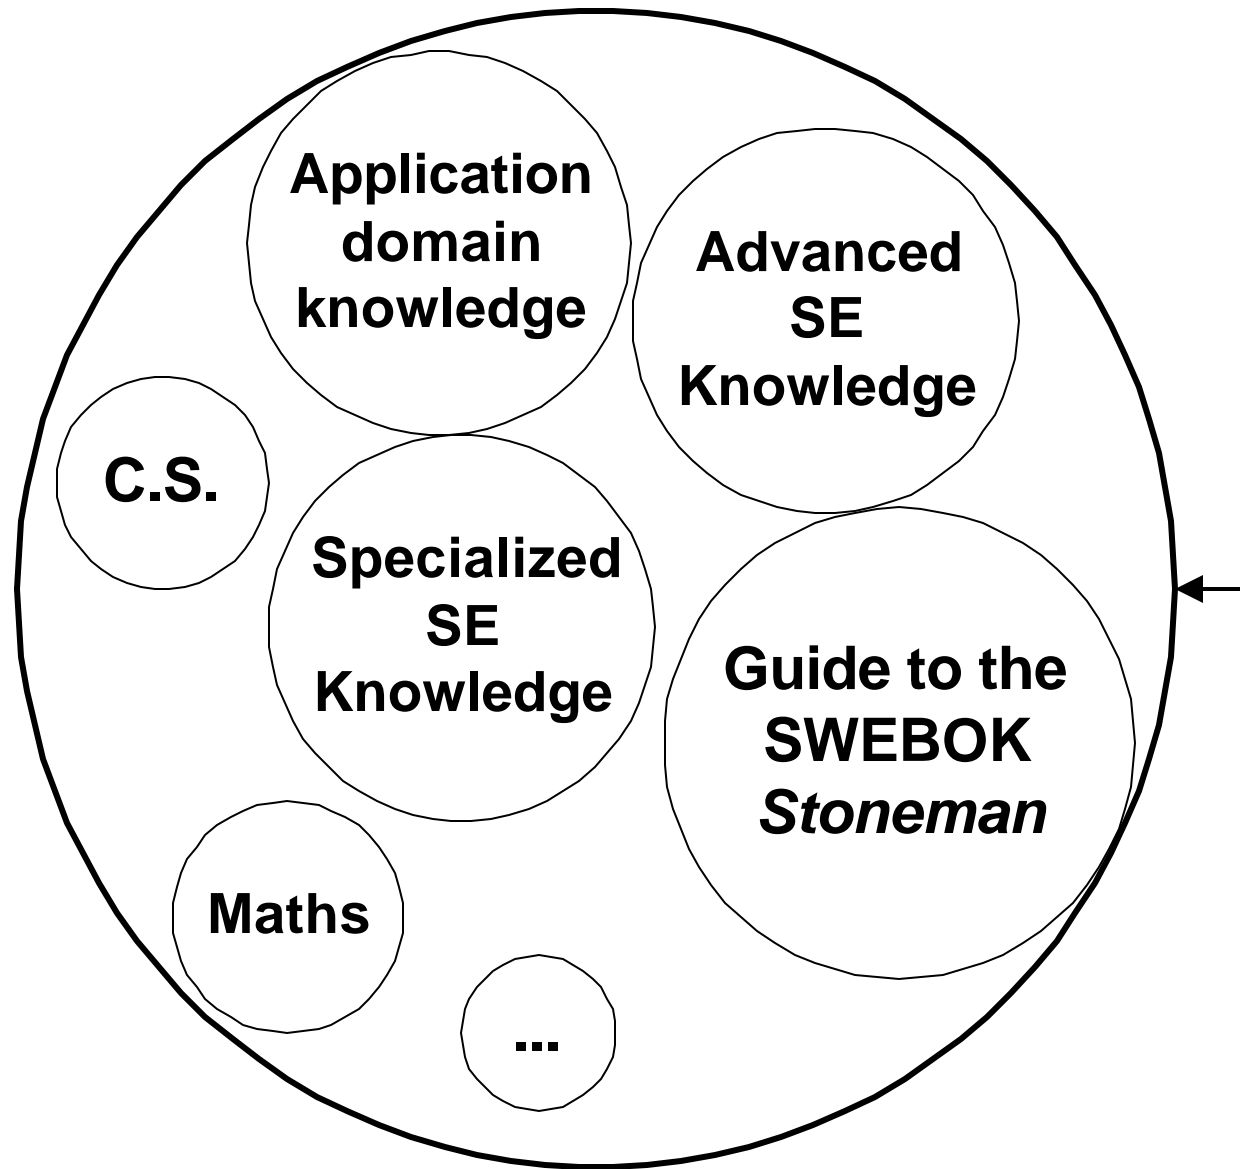 Application
domain
knowledge
Advanced
SE
Knowledge
C.S.
Specialized
SE
Knowledge
Guide to the
SWEBOK
Stoneman
Maths
...